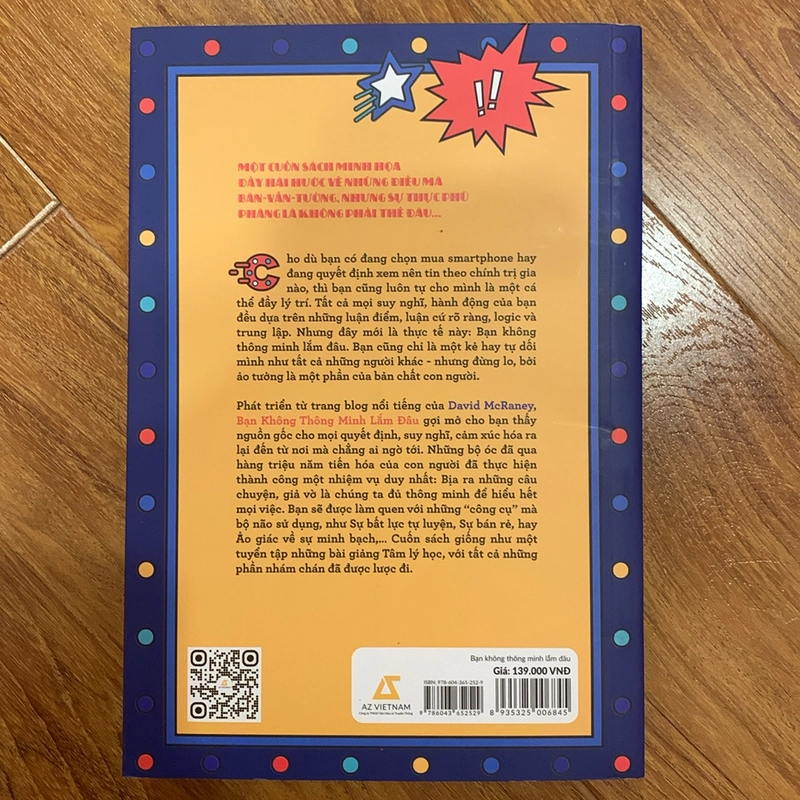 !!
MỘT CUỐN SÁCH MINH HỌA
ĐẦY HÀI HƯỚC VỀ NHỮNG ĐIỀU MÀ
BẠN-VẪN-TƯỞNG, NHƯNG SỰ THỰC PHŨ
PHÀNG LÀ KHÔNG PHẢI THẾ ĐÂU...
Cho dù bạn có đang chọn mua smartphone hay
đang quyết định xem nên tin theo chính trị gia
nào, thì bạn cũng luôn tự cho mình là một cá
thể đầy lý trí. Tất cả mọi suy nghĩ, hành động của bạn
đều dựa trên những luận điểm, luận cứ rõ ràng, logic và
trung lập. Nhưng đây mới là thực tế này: Bạn không
thông minh lắm đâu. Bạn cũng chỉ là một kẻ hay tự dối
mình như tất cả những người khác - nhưng đừng lo, bởi
ảo tưởng là một phần của bản chất con người.
Phát triển từ trang blog nổi tiếng của David McRaney,
Bạn Không Thông Minh Lắm Đâu gợi mở cho bạn thấy
nguồn gốc cho mọi quyết định, suy nghĩ, cảm xúc hóa ra
lại đến từ nơi mà chẳng ai ngờ tới. Những bộ óc đã qua
hàng triệu năm tiến hóa của con người đã thực hiện
thành công một nhiệm vụ duy nhất: Bịa ra những câu
chuyện, giả vờ là chúng ta đủ thông minh để hiểu hết
mọi việc. Bạn sẽ được làm quen với những “công cụ” mà
bộ não sử dụng, như Sự bất lực tự luyện, Sự bán rẻ, hay
Ảo giác về sự minh bạch,... Cuốn sách giống như một
tuyển tập những bài giảng Tâm lý học, với tất cả những
phần nhám chán đã được lược đi.
Bạn không thông minh lắm đâu
Giá: 139.000 VNĐ
ISBN: 978-604-365-252-9
AZ VIETNAM
Công ty TNHH Văn Hóa và Truyền Thông
9 786043 652529
8 935325 006845